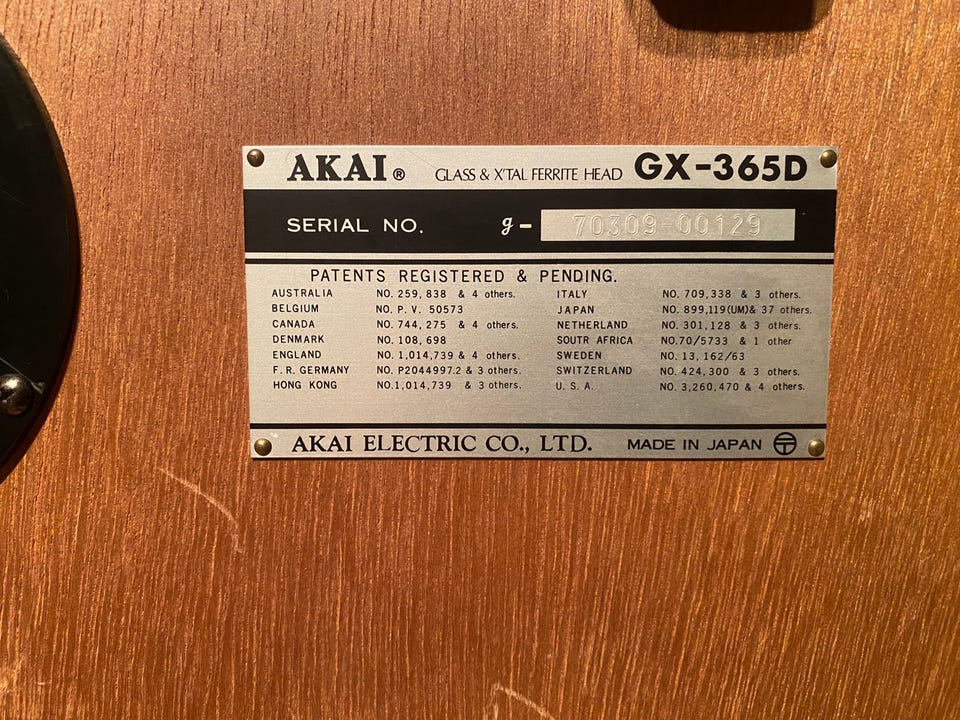 AKAI® GLASS & X'TAL FERRITE HEAD GX-365D
SERIAL NO. g- 70309-00129
PATENTS REGISTERED & PENDING.
AUSTRALIA NO. 259, 838 & 4 others. ITALY NO. 709,338 & 3 others.
BELGIUM NO. P. V. 50573 JAPAN NO. 899,119(UM)& 37 others.
CANADA NO. 744, 275 & 4 others. NETHERLAND NO. 301,128 & 3 others.
DENMARK NO. 108, 698 SOUTR AFRICA NO.70/5733 & 1 other
ENGLAND NO. 1,014,739 & 4 others. SWEDEN NO. 13, 162/63
F. R. GERMANY NO. P2044997.2 & 3 others. SWITZERLAND NO. 424, 300 & 3 others.
HONG KONG NO.1,014,739 & 3 others. U. S. A. NO. 3,260,470 & 4 others.
AKAI ELECTRIC CO., LTD. MADE IN JAPAN